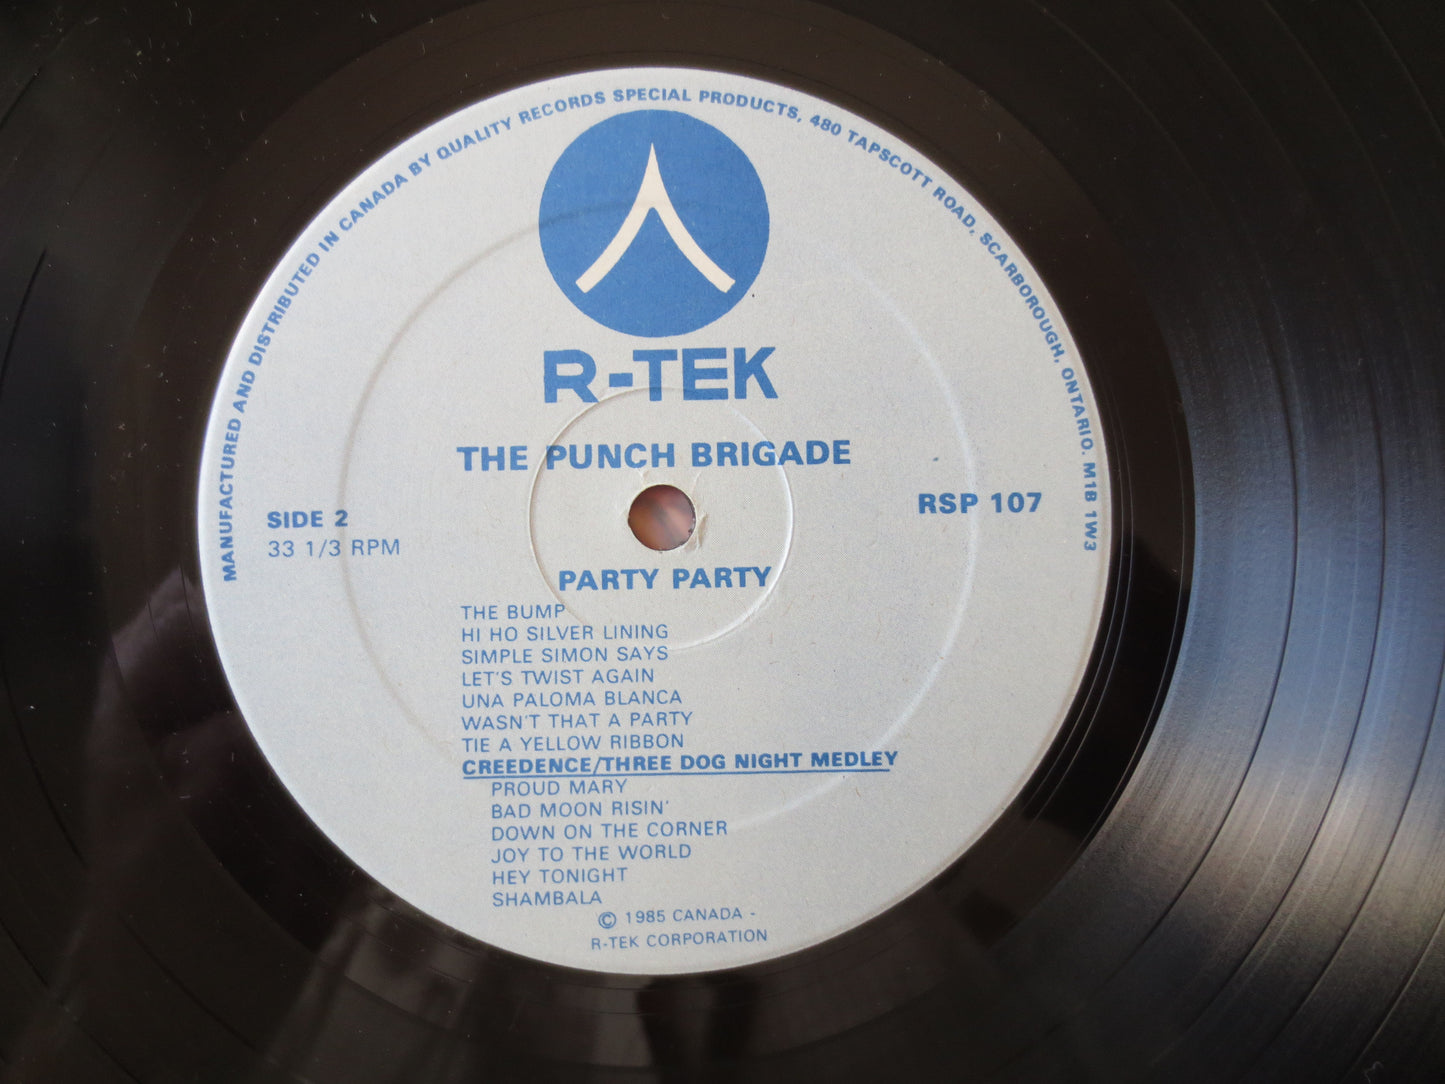 MANUFACTURED AND DISTRIBUTED IN CANADA BY QUALITY RECORDS SPECIAL PRODUCTS, 480 TAPSCOTT ROAD, SCARBOROUGH, ONTARIO. M1B 1W3
R-TEK
THE PUNCH BRIGADE
SIDE 2
33 1/3 RPM
RSP 107
PARTY PARTY
THE BUMP
HI HO SILVER LINING
SIMPLE SIMON SAYS
LET'S TWIST AGAIN
UNA PALOMA BLANCA
WASN'T THAT A PARTY
TIE A YELLOW RIBBON
CREEDENCE/THREE DOG NIGHT MEDLEY
PROUD MARY
BAD MOON RISIN'
DOWN ON THE CORNER
JOY TO THE WORLD
HEY TONIGHT
SHAMBALA
© 1985 CANADA -
R-TEK CORPORATION